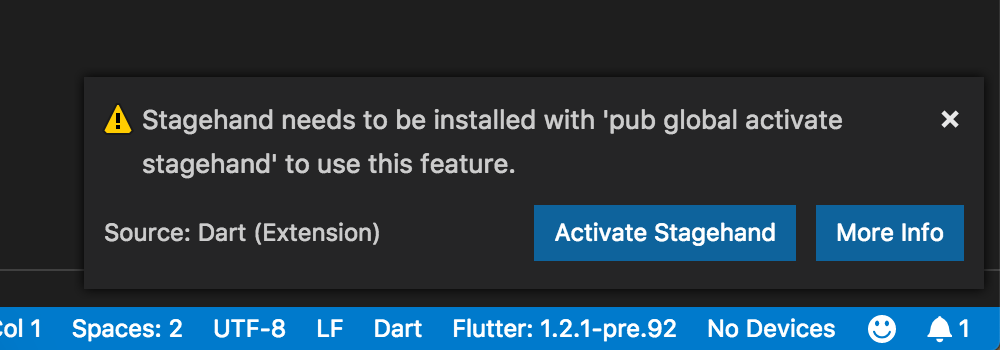 Stagehand needs to be installed with 'pub global activate
stagehand' to use this feature.
Source: Dart (Extension)
Activate Stagehand
More Info
Col 1 Spaces: 2 UTF-8 LF Dart Flutter: 1.2.1-pre.92 No Devices 1